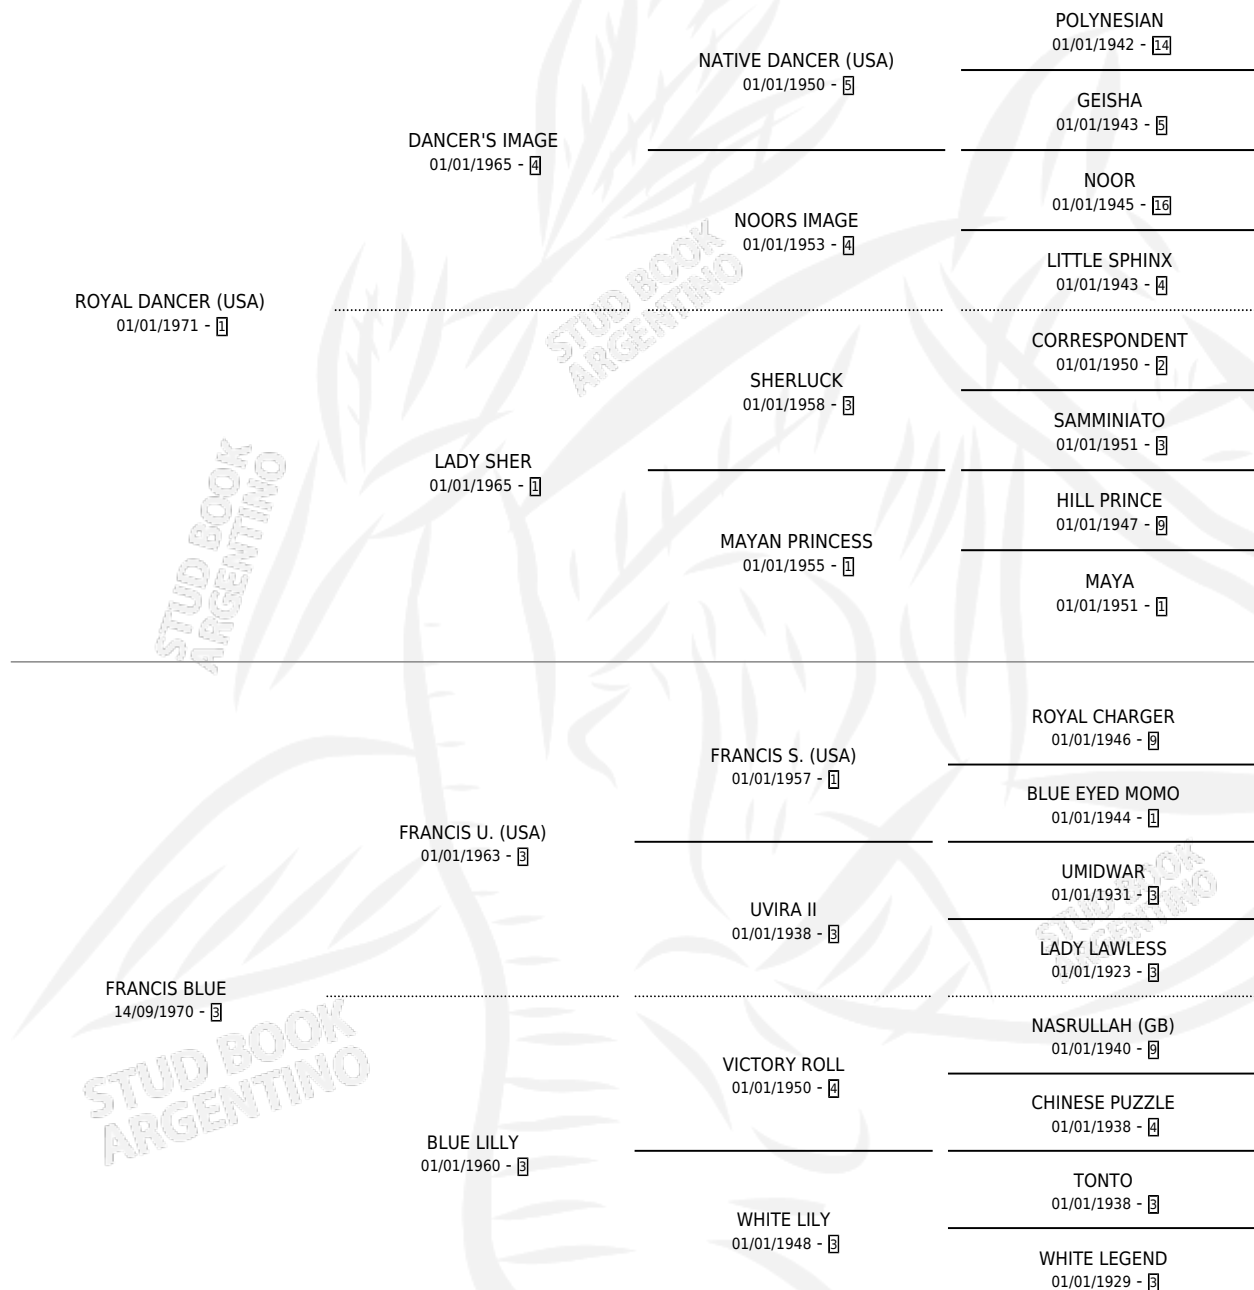 POLYNESIAN
01/01/1942 - 14
NATIVE DANCER (USA)
01/01/1950 - 5
GEISHA
01/01/1943 - 5
DANCER'S IMAGE
01/01/1965 - 4
NOOR
01/01/1945 - 16
NOORS IMAGE
01/01/1953 - 4
LITTLE SPHINX
01/01/1943 - 4
ROYAL DANCER (USA)
01/01/1971 - 1
STUD BOOK
ARGENTINO
CORRESPONDENT
01/01/1950 - 2
SHERLUCK
01/01/1958 - 3
SAMMINIATO
01/01/1951 - 3
LADY SHER
01/01/1965 - 1
HILL PRINCE
01/01/1947 - 9
MAYAN PRINCESS
01/01/1955 - 1
MAYA
01/01/1951 - 1
STUD BOOK
ARGENTINO
ROYAL CHARGER
01/01/1946 - 9
FRANCIS S. (USA)
01/01/1957 - 1
BLUE EYED MOMO
01/01/1944 - 1
FRANCIS U. (USA)
01/01/1963 - 3
UMIDWAR
01/01/1931 - 3
UVIRA II
01/01/1938 - 3
STUD BOOK
ARGENTINO
LADY LAWLESS
01/01/1923 - 3
FRANCIS BLUE
14/09/1970 - 3
STUD BOOK
ARGENTINO
NASRULLAH (GB)
01/01/1940 - 9
VICTORY ROLL
01/01/1950 - 4
CHINESE PUZZLE
01/01/1938 - 4
BLUE LILLY
01/01/1960 - 3
TONTO
01/01/1938 - 3
WHITE LILY
01/01/1948 - 3
WHITE LEGEND
01/01/1929 - 3